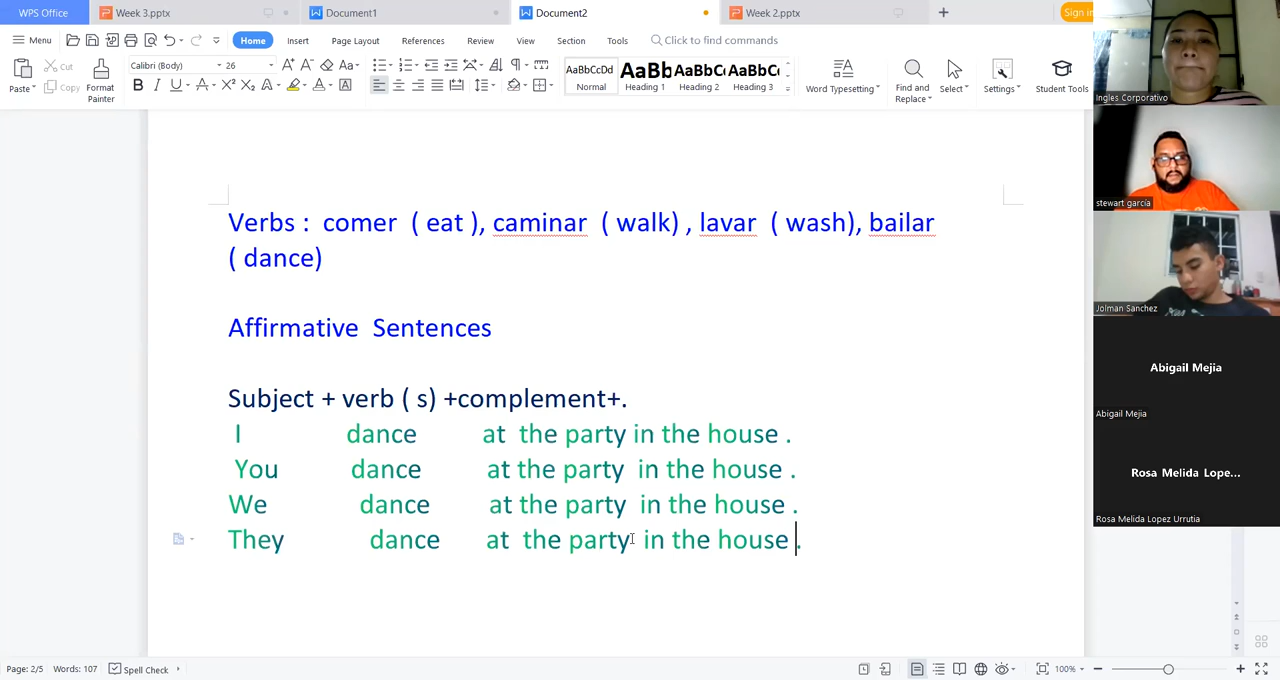 WPS Office Week 3.pptx Document1 Document2 Week 2.pptx Sign in
Menu Home Insert Page Layout References Review View Section Tools Click to find commands
Paste Cut Copy Format Painter Calibri (Body) 26 AaBbCcDd Normal AaBb Heading 1 AaBbC Heading 2 AaBbC Heading 3 Word Typesetting Find and Replace Select Settings Student Tools
Ingles Corporativo
stewart garcía
Jolman Sanchez
Abigail Mejia
Abigail Mejia
Rosa Melida Lope...
Rosa Melida Lopez Urrutia
Verbs : comer ( eat ), caminar ( walk) , lavar ( wash), bailar
( dance)
Affirmative Sentences
Subject + verb ( s) +complement+.
I dance at the party in the house .
You dance at the party in the house .
We dance at the party in the house .
They dance at the party in the house .
Page: 2/5 Words: 107 Spell Check 100%